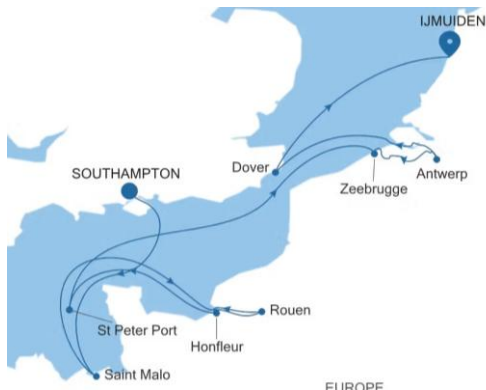 IJMUIDEN
Dover
SOUTHAMPTON
Zeebrugge
Antwerp
St Peter Port
Rouen
Honfleur
Saint Malo
EUROPE